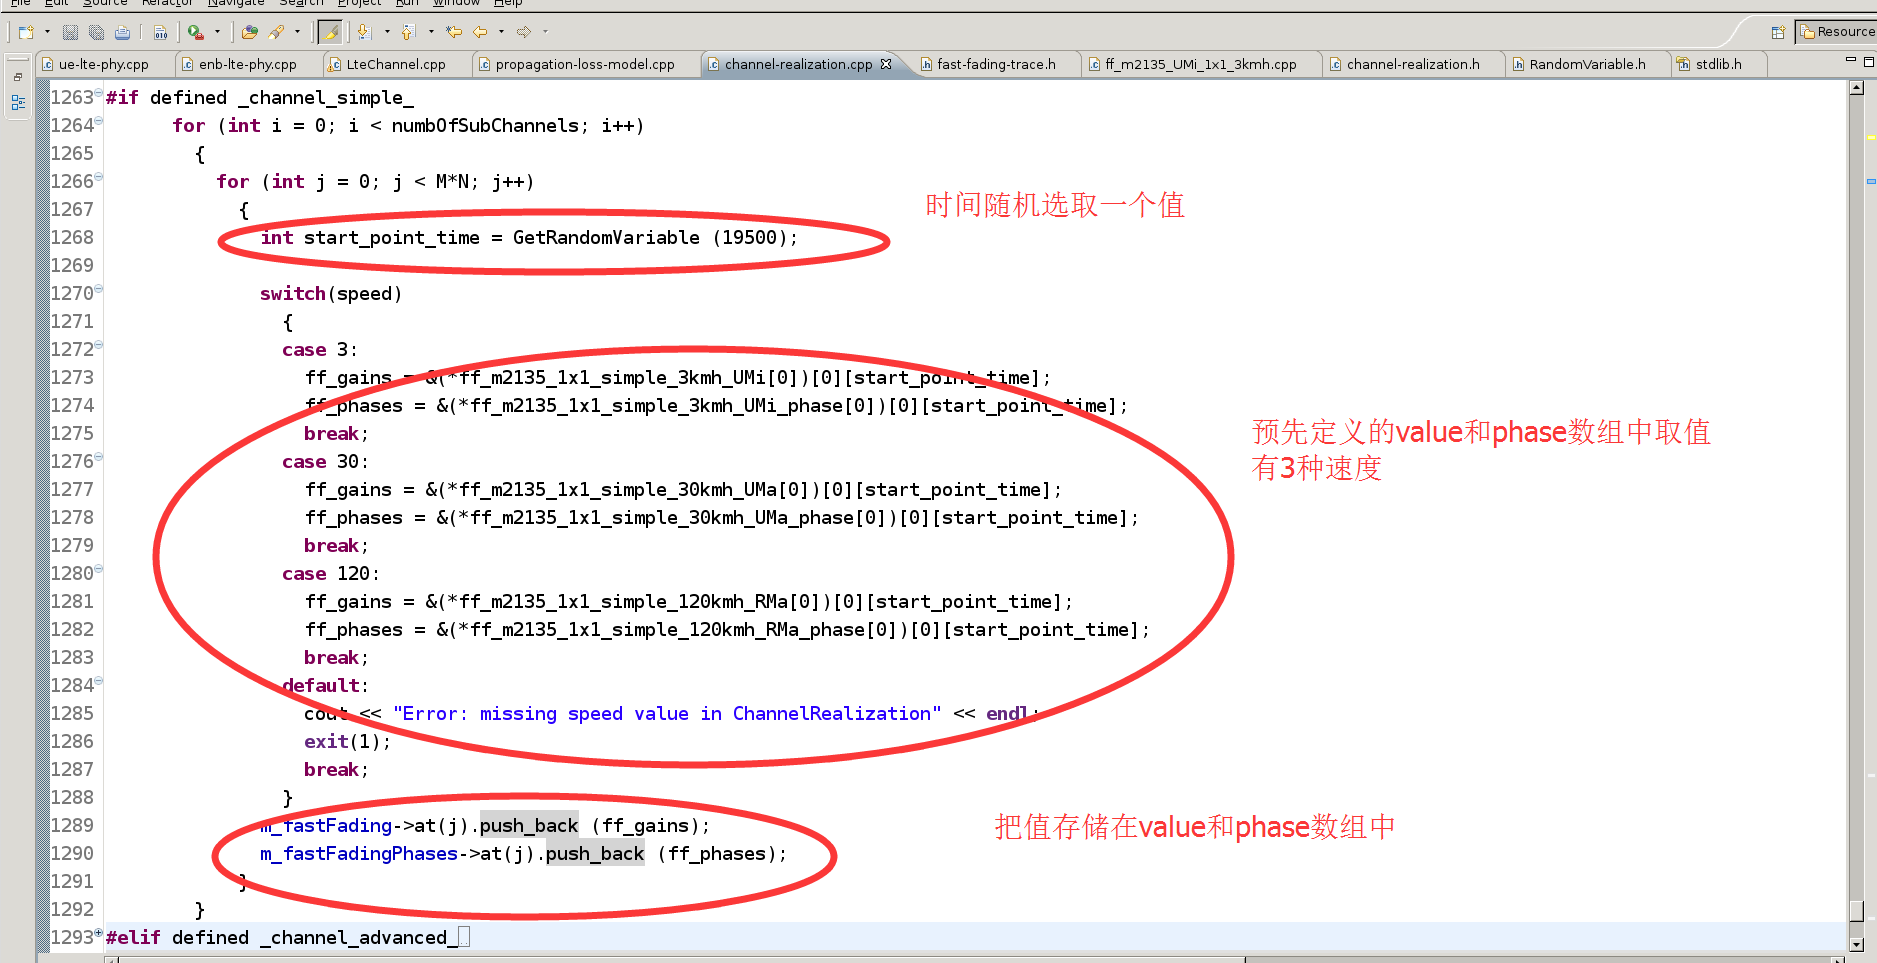 File Edit Source Refactor Navigate Search Project Run Window Help
Resource
ue-lte-phy.cpp enb-lte-phy.cpp LteChannel.cpp propagation-loss-model.cpp channel-realization.cpp fast-fading-trace.h ff_m2135_UMi_1x1_3kmh.cpp channel-realization.h RandomVariable.h stdlib.h
1263 #if defined _channel_simple_
1264 for (int i = 0; i < numbOfSubChannels; i++)
1265 {
1266 for (int j = 0; j < M*N; j++)
1267 {
时间随机选取一个值
1268 int start_point_time = GetRandomVariable (19500);
1269
1270 switch(speed)
1271 {
1272 case 3:
1273 ff_gains = &(*ff_m2135_1x1_simple_3kmh_UMi[0])[0][start_point_time];
1274 ff_phases = &(*ff_m2135_1x1_simple_3kmh_UMi_phase[0])[0][start_point_time];
1275 break;
预先定义的value和phase数组中取值
1276 case 30:
有3种速度
1277 ff_gains = &(*ff_m2135_1x1_simple_30kmh_UMa[0])[0][start_point_time];
1278 ff_phases = &(*ff_m2135_1x1_simple_30kmh_UMa_phase[0])[0][start_point_time];
1279 break;
1280 case 120:
1281 ff_gains = &(*ff_m2135_1x1_simple_120kmh_RMa[0])[0][start_point_time];
1282 ff_phases = &(*ff_m2135_1x1_simple_120kmh_RMa_phase[0])[0][start_point_time];
1283 break;
1284 default:
1285 cout << "Error: missing speed value in ChannelRealization" << endl;
1286 exit(1);
1287 break;
1288 }
1289 m_fastFading->at(j).push_back (ff_gains);
把值存储在value和phase数组中
1290 m_fastFadingPhases->at(j).push_back (ff_phases);
1291 }
1292 }
1293 #elif defined _channel_advanced_